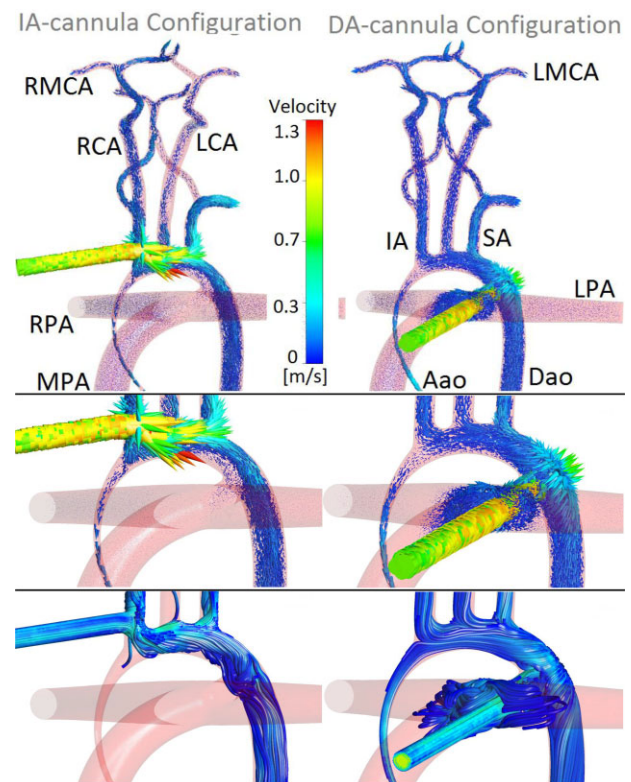 IA-cannula Configuration
DA-cannula Configuration
RMCA
LMCA
Velocity
1.3
RCA
LCA
1.0
0.7
IA
SA
0.3
LPA
RPA
0
MPA
[m/s]
Aao
Dao